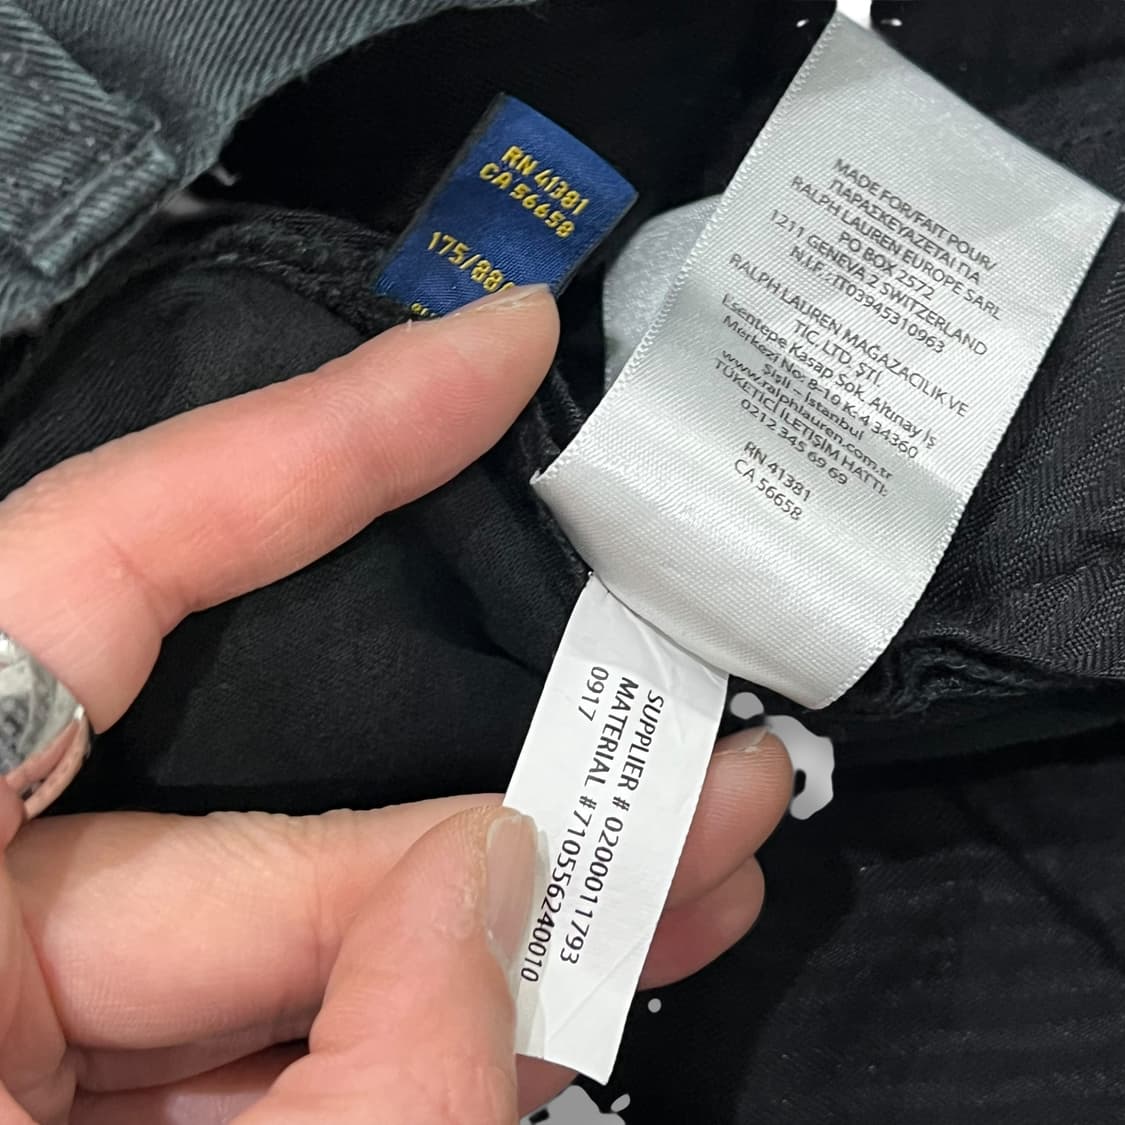 RN 41381
CA 56658
175/88
MADE FOR/FAIT POUR/
ΠΑΡΑΣΚΕΥΑΖΕΤΑΙ ΓΙΑ
RALPH LAUREN EUROPE SARL
PO BOX 2572
1211 GENEVA 2 SWITZERLAND
N.I.F.: IT03945310963
RALPH LAUREN MAĞAZACILIK VE
TİC. LTD. ŞTİ.
Esentepe Kasap Sok. Altınay İş
Merkezi No: 8-19 K: 4 34360
Şişli - İstanbul
www.ralphlauren.com.tr
TÜKETİCİ İLETİŞİM HATTI:
0212 345 69 69
RN 41381
CA 56658
SUPPLIER # 0200011793
MATERIAL #710556240010
0917